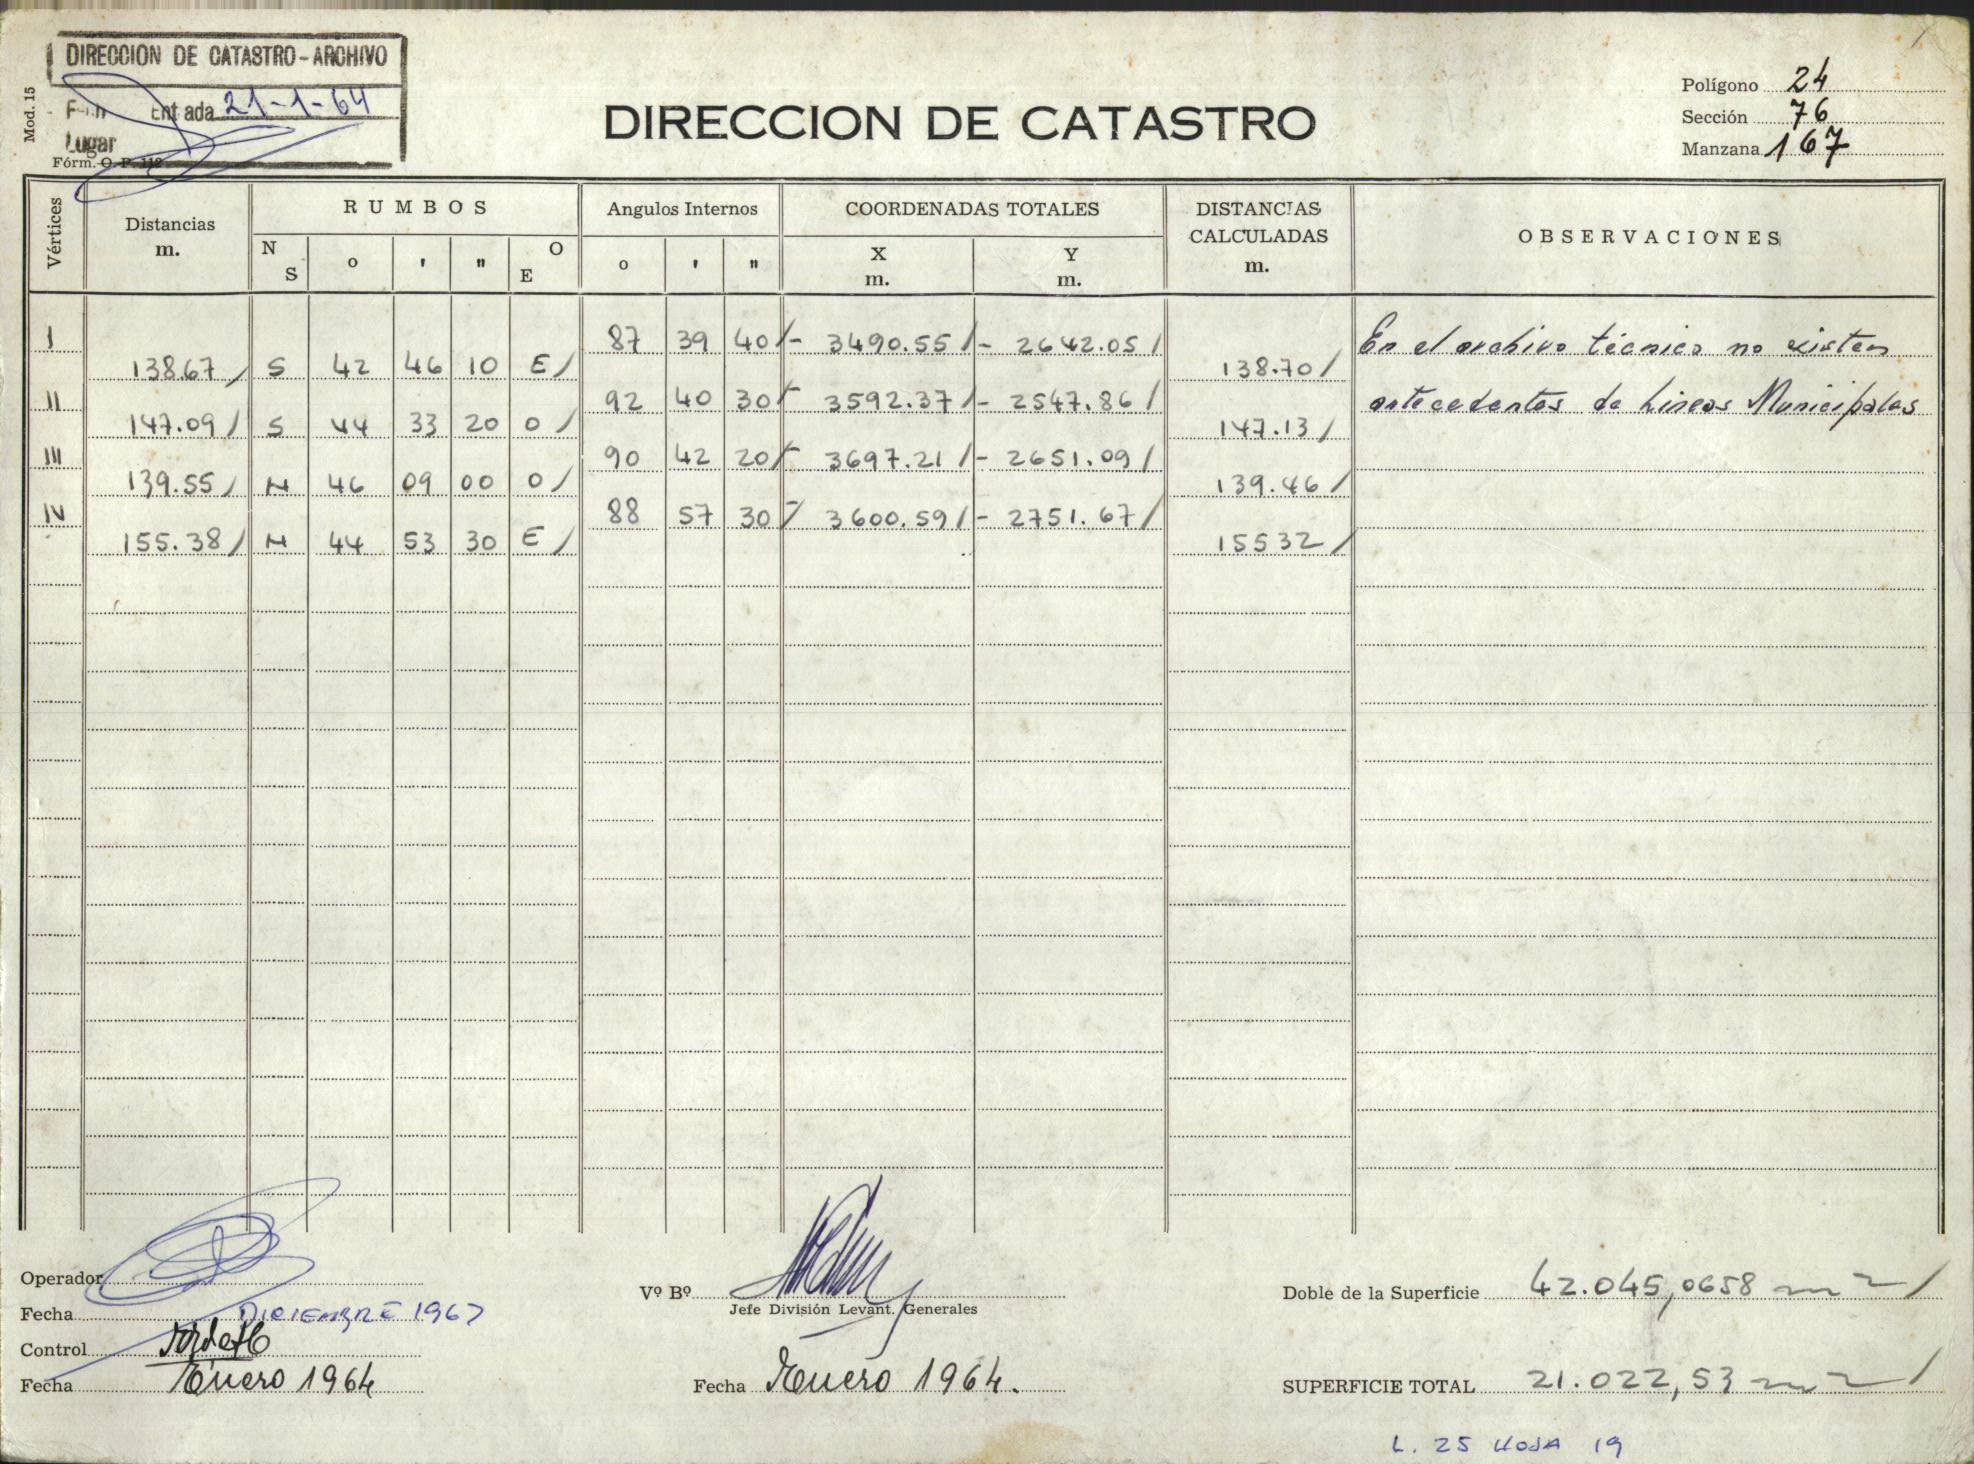 DIRECCION DE CATASTRO - ARCHIVO
Entrada 21-1-64
Lugar
Mod. 15
Fórm. O. P. 112
DIRECCION DE CATASTRO
Polígono 24
Sección 76
Manzana 167
Vértices
Distancias
m.
RUMBOS
N
S
o
'
"
O
E
Angulos Internos
o
'
"
COORDENADAS TOTALES
X
m.
Y
m.
DISTANCIAS
CALCULADAS
m.
OBSERVACIONES
I 87 39 40 - 3490.55 - 2642.05 En el archivo técnico no existen
138.67 S 42 46 10 E 138.70
II 92 40 30 - 3592.37 - 2547.86 antecedentes de Lineas Municipales
147.09 S 44 33 20 O 147.13
III 90 42 20 - 3697.21 - 2651.09
139.55 N 46 09 00 O 139.46
IV 88 57 30 - 3600.59 - 2751.67
155.38 N 44 53 30 E 155 32
Operador
Fecha DICIEMBRE 1963
Control
Fecha Enero 1964
Vº Bº
Jefe División Levant. Generales
Fecha Enero 1964.
Doble de la Superficie 42.045,0658 m2
SUPERFICIE TOTAL 21.022,53 m2
L. 25 HOJA 19